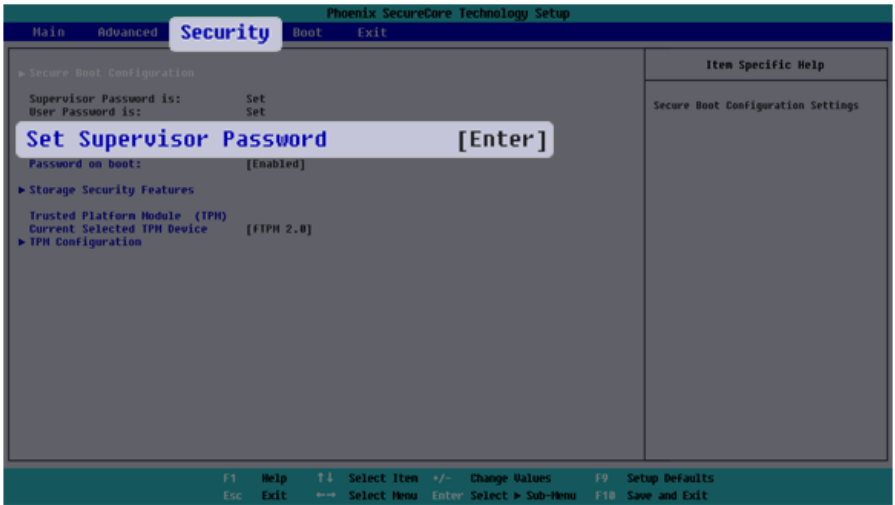 Phoenix SecureCore Technology Setup
Main Advanced Security Boot Exit
▶ Secure Boot Configuration
Supervisor Password is: Set
User Password is: Set
Set Supervisor Password [Enter]
Password on boot: [Enabled]
▶ Storage Security Features
Trusted Platform Module (TPM)
Current Selected TPM Device [fTPM 2.0]
▶ TPM Configuration
Item Specific Help
Secure Boot Configuration Settings
F1 Help ↑↓ Select Item +/- Change Values F9 Setup Defaults
Esc Exit ←→ Select Menu Enter Select ▶ Sub-Menu F10 Save and Exit